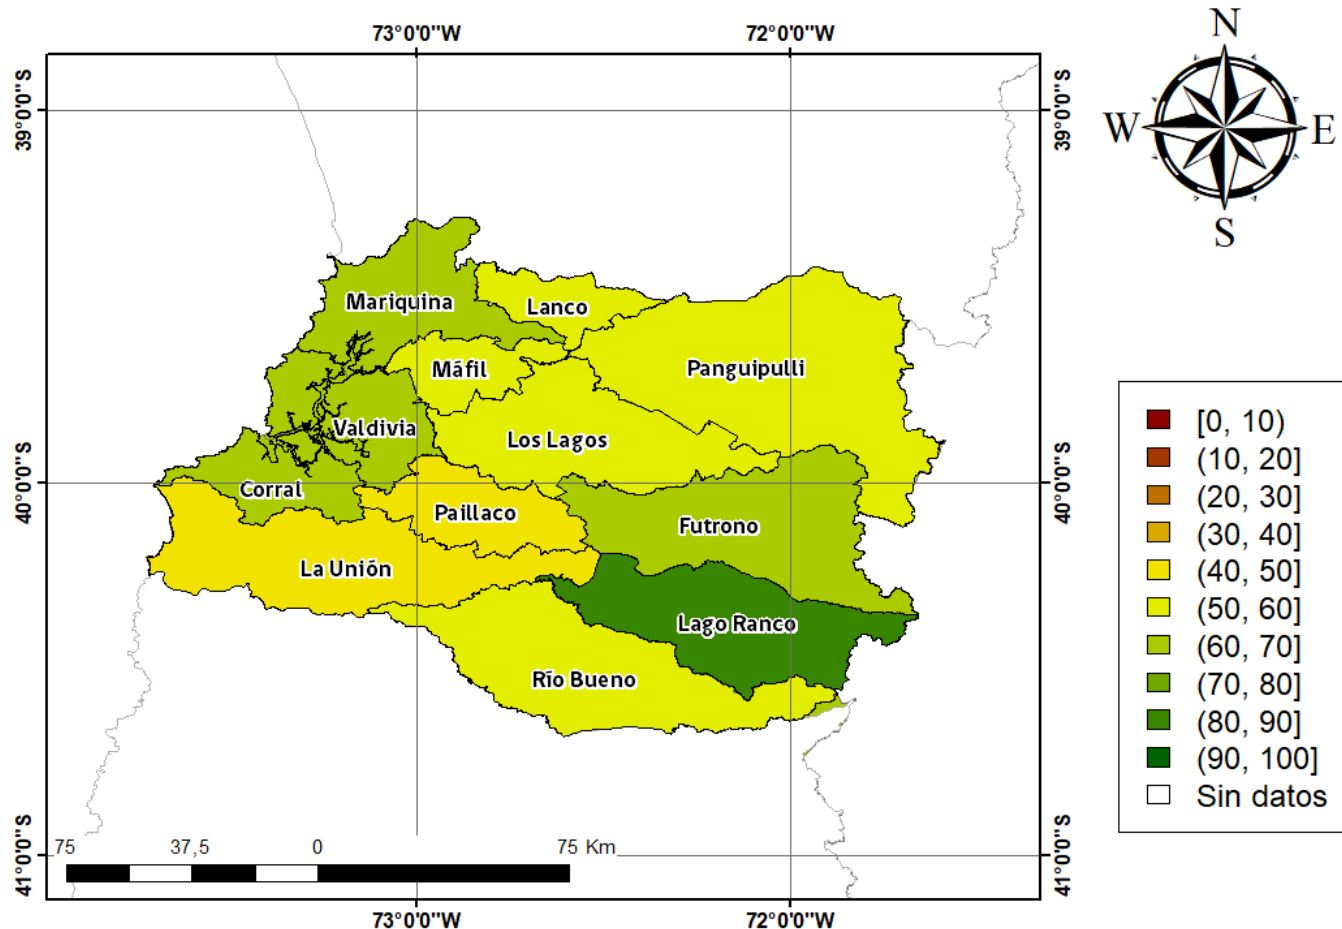 73°0'0"W
72°0'0"W
N
W
E
S
39°0'0"S
39°0'0"S
Mariquina
Lanco
Máfil
Panguipulli
Valdivia
Los Lagos
40°0'0"S
40°0'0"S
Corral
Paillaco
Futrono
La Unión
Lago Ranco
Río Bueno
[0, 10)
(10, 20]
(20, 30]
(30, 40]
(40, 50]
(50, 60]
(60, 70]
(70, 80]
(80, 90]
(90, 100]
Sin datos
75 37,5 0 75 Km
41°0'0"S
41°0'0"S
73°0'0"W
72°0'0"W